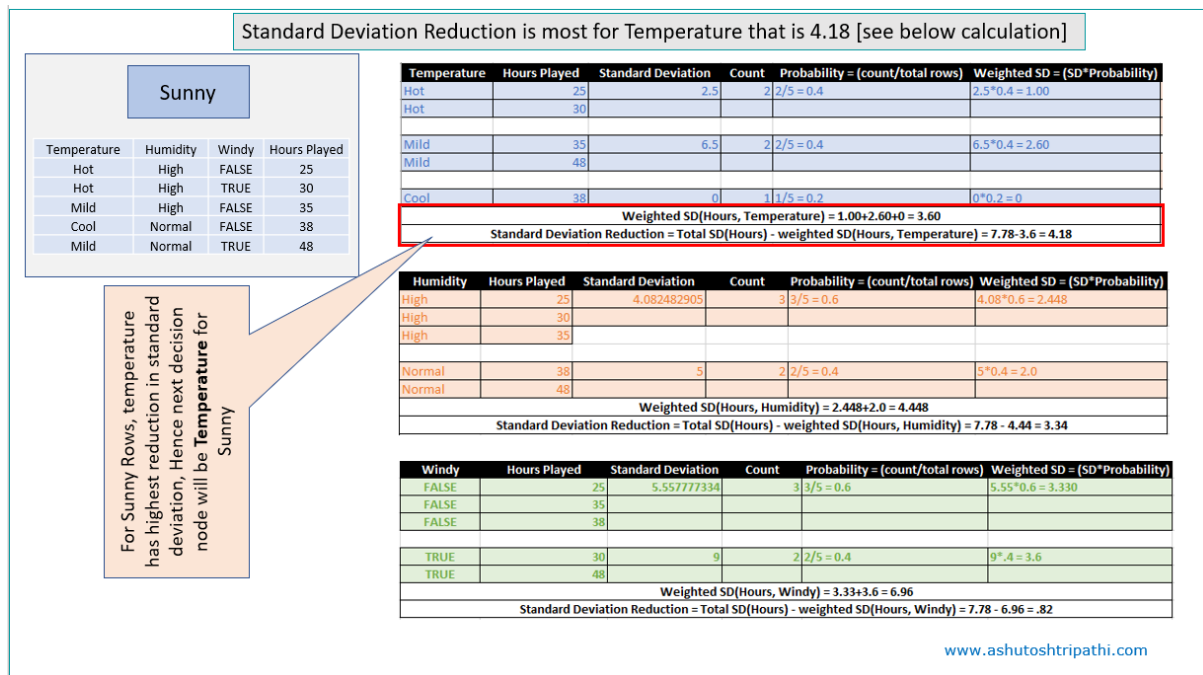 Standard Deviation Reduction is most for Temperature that is 4.18 [see below calculation]
Sunny
Temperature Humidity Windy Hours Played
Hot High FALSE 25
Hot High TRUE 30
Mild High FALSE 35
Cool Normal FALSE 38
Mild Normal TRUE 48
For Sunny Rows, temperature
has highest reduction in standard
deviation, Hence next decision
node will be Temperature for
Sunny
Temperature Hours Played Standard Deviation Count Probability = (count/total rows) Weighted SD = (SD*Probability)
Hot 25 2.5 2 2/5 = 0.4 2.5*0.4 = 1.00
Hot 30
Mild 35 6.5 2 2/5 = 0.4 6.5*0.4 = 2.60
Mild 48
Cool 38 0 1 1/5 = 0.2 0*0.2 = 0
Weighted SD(Hours, Temperature) = 1.00+2.60+0 = 3.60
Standard Deviation Reduction = Total SD(Hours) - weighted SD(Hours, Temperature) = 7.78-3.6 = 4.18
Humidity Hours Played Standard Deviation Count Probability = (count/total rows) Weighted SD = (SD*Probability)
High 25 4.082482905 3 3/5 = 0.6 4.08*0.6 = 2.448
High 30
High 35
Normal 38 5 2 2/5 = 0.4 5*0.4 = 2.0
Normal 48
Weighted SD(Hours, Humidity) = 2.448+2.0 = 4.448
Standard Deviation Reduction = Total SD(Hours) - weighted SD(Hours, Humidity) = 7.78 - 4.44 = 3.34
Windy Hours Played Standard Deviation Count Probability = (count/total rows) Weighted SD = (SD*Probability)
FALSE 25 5.557777334 3 3/5 = 0.6 5.55*0.6 = 3.330
FALSE 35
FALSE 38
TRUE 30 9 2 2/5 = 0.4 9*.4 = 3.6
TRUE 48
Weighted SD(Hours, Windy) = 3.33+3.6 = 6.96
Standard Deviation Reduction = Total SD(Hours) - weighted SD(Hours, Windy) = 7.78 - 6.96 = .82
www.ashutoshtripathi.com